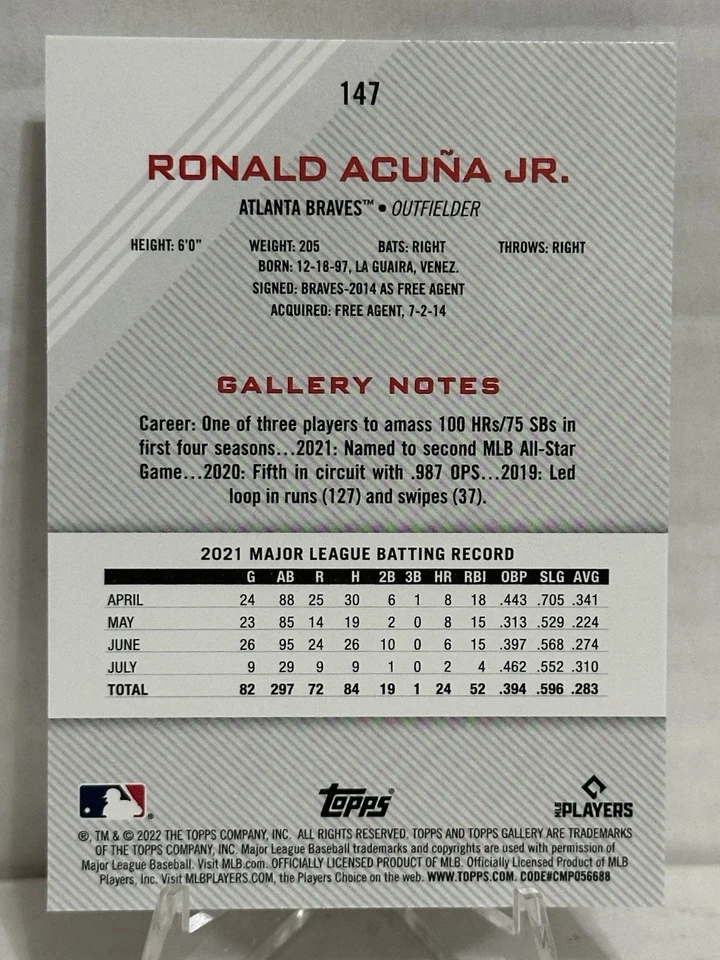 147
RONALD ACUÑA JR.
ATLANTA BRAVES™ • OUTFIELDER
HEIGHT: 6'0" WEIGHT: 205 BATS: RIGHT THROWS: RIGHT
BORN: 12-18-97, LA GUAIRA, VENEZ.
SIGNED: BRAVES-2014 AS FREE AGENT
ACQUIRED: FREE AGENT, 7-2-14
GALLERY NOTES
Career: One of three players to amass 100 HRs/75 SBs in
first four seasons...2021: Named to second MLB All-Star
Game...2020: Fifth in circuit with .987 OPS...2019: Led
loop in runs (127) and swipes (37).
2021 MAJOR LEAGUE BATTING RECORD
G AB R H 2B 3B HR RBI OBP SLG AVG
APRIL 24 88 25 30 6 1 8 18 .443 .705 .341
MAY 23 85 14 19 2 0 8 15 .313 .529 .224
JUNE 26 95 24 26 10 0 6 15 .397 .568 .274
JULY 9 29 9 9 1 0 2 4 .462 .552 .310
TOTAL 82 297 72 84 19 1 24 52 .394 .596 .283
® Topps® MLB PLAYERS
®, TM & © 2022 THE TOPPS COMPANY, INC. ALL RIGHTS RESERVED. TOPPS AND TOPPS GALLERY ARE TRADEMARKS
OF THE TOPPS COMPANY, INC. Major League Baseball trademarks and copyrights are used with permission of
Major League Baseball. Visit MLB.com. OFFICIALLY LICENSED PRODUCT OF MLB. Officially Licensed Product of MLB
Players, Inc. Visit MLBPLAYERS.COM, the Players Choice on the web. WWW.TOPPS.COM. CODE#CMP056688